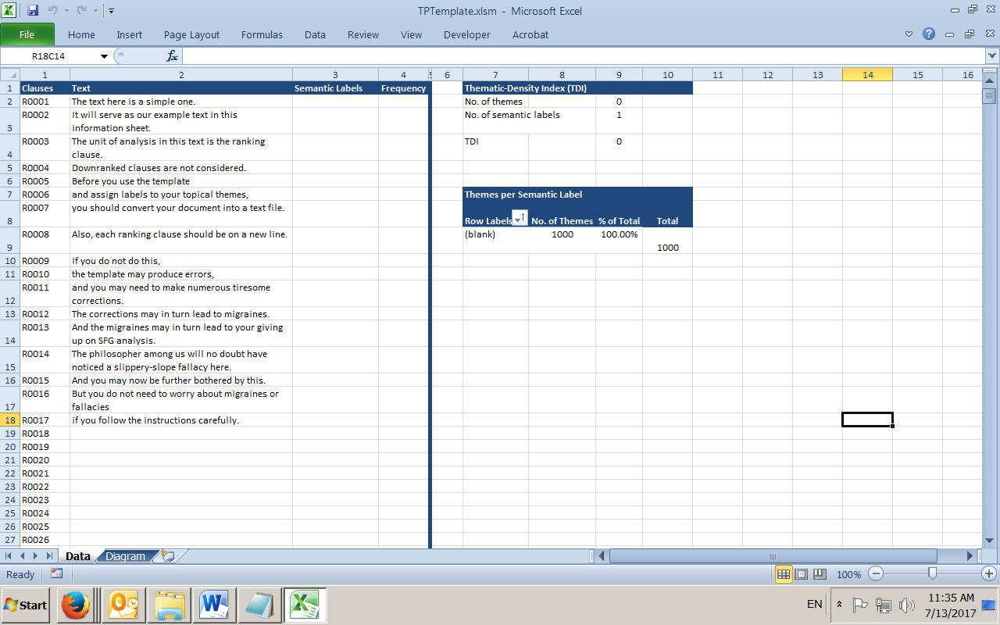 TPTemplate.xlsm - Microsoft Excel
File Home Insert Page Layout Formulas Data Review View Developer Acrobat
R18C14 fx
1 2 3 4 5 6 7 8 9 10 11 12 13 14 15 16
1 Clauses Text Semantic Labels Frequency Thematic-Density Index (TDI)
2 R0001 The text here is a simple one. No. of themes 0
R0002 It will serve as our example text in this No. of semantic labels 1
3 information sheet.
R0003 The unit of analysis in this text is the ranking TDI 0
4 clause.
5 R0004 Downranked clauses are not considered.
6 R0005 Before you use the template
7 R0006 and assign labels to your topical themes, Themes per Semantic Label
R0007 you should convert your document into a text file.
8 Row Labels No. of Themes % of Total Total
R0008 Also, each ranking clause should be on a new line. (blank) 1000 100.00%
9 1000
10 R0009 If you do not do this,
11 R0010 the template may produce errors,
R0011 and you may need to make numerous tiresome
12 corrections.
13 R0012 The corrections may in turn lead to migraines.
R0013 And the migraines may in turn lead to your giving
14 up on SFG analysis.
R0014 The philosopher among us will no doubt have
15 noticed a slippery-slope fallacy here.
16 R0015 And you may now be further bothered by this.
R0016 But you do not need to worry about migraines or
17 fallacies
18 R0017 if you follow the instructions carefully.
19 R0018
20 R0019
21 R0020
22 R0021
23 R0022
24 R0023
25 R0024
26 R0025
27 R0026
Data Diagram
Ready 100%
Start EN 11:35 AM
7/13/2017